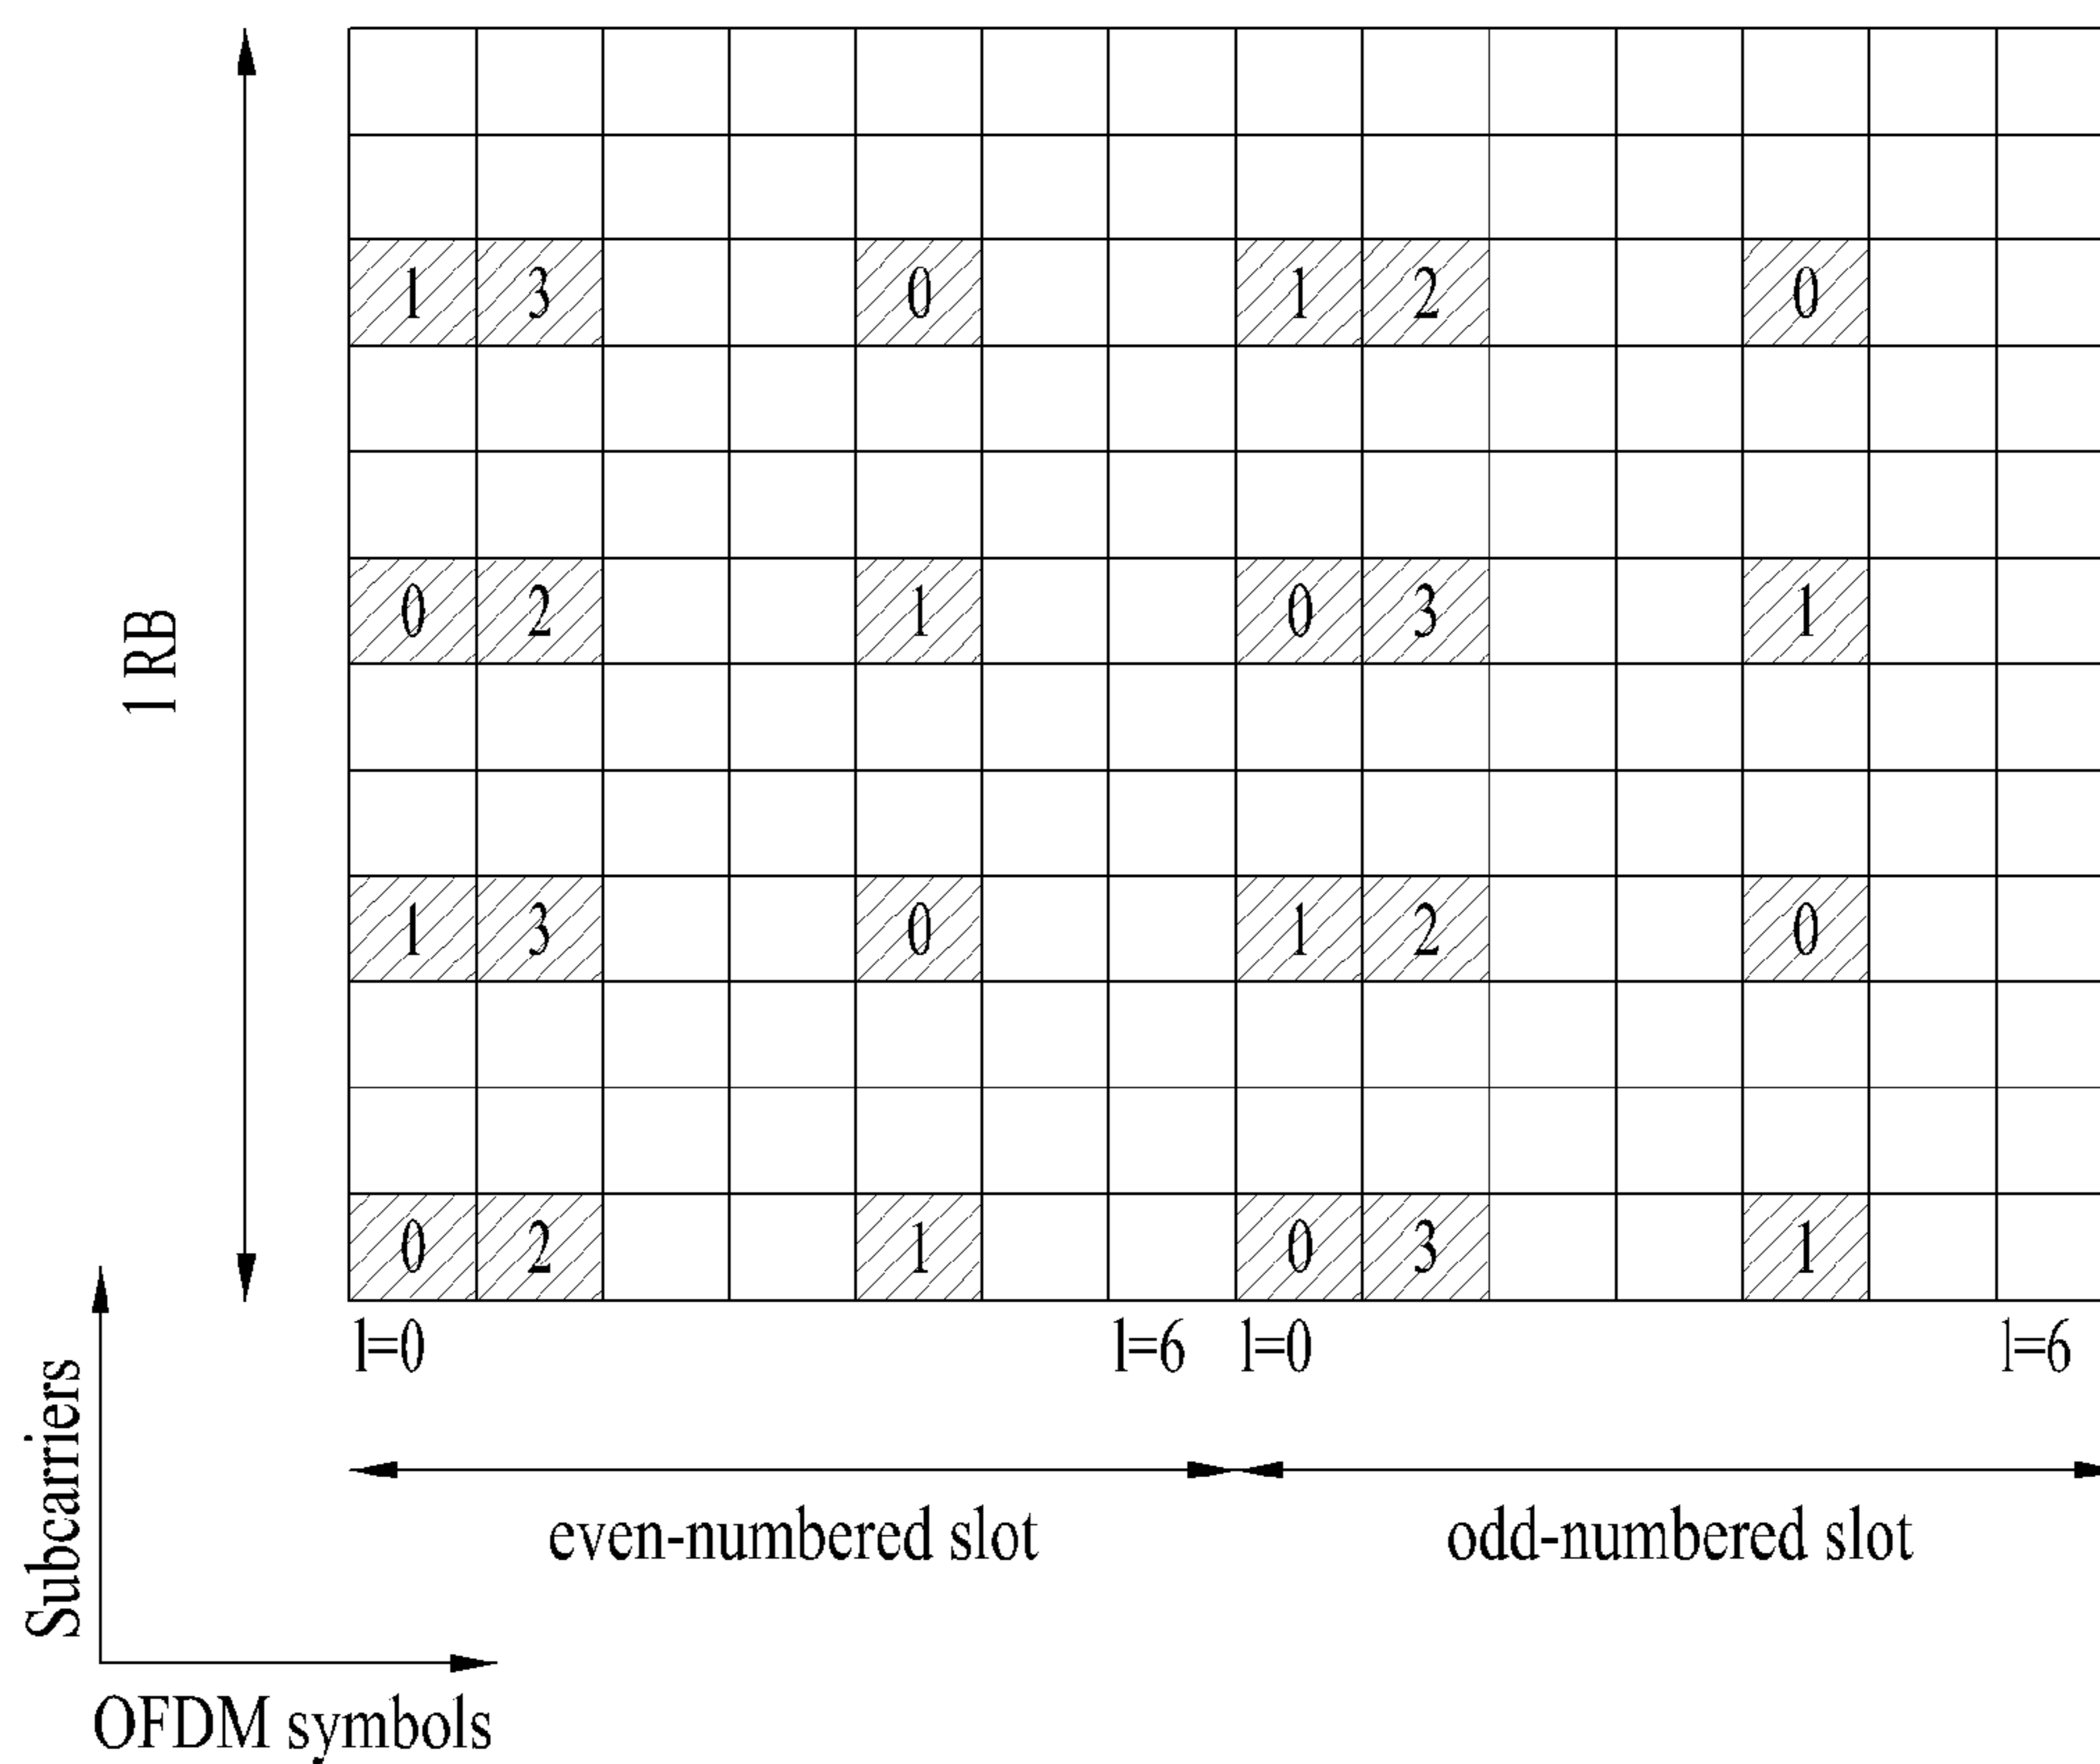 1 3 0 1 2 0
1 RB
0 2 1 0 3 1
1 3 0 1 2 0
0 2 1 0 3 1
l=0 l=6 l=0 l=6
Subcarriers
even-numbered slot odd-numbered slot
OFDM symbols